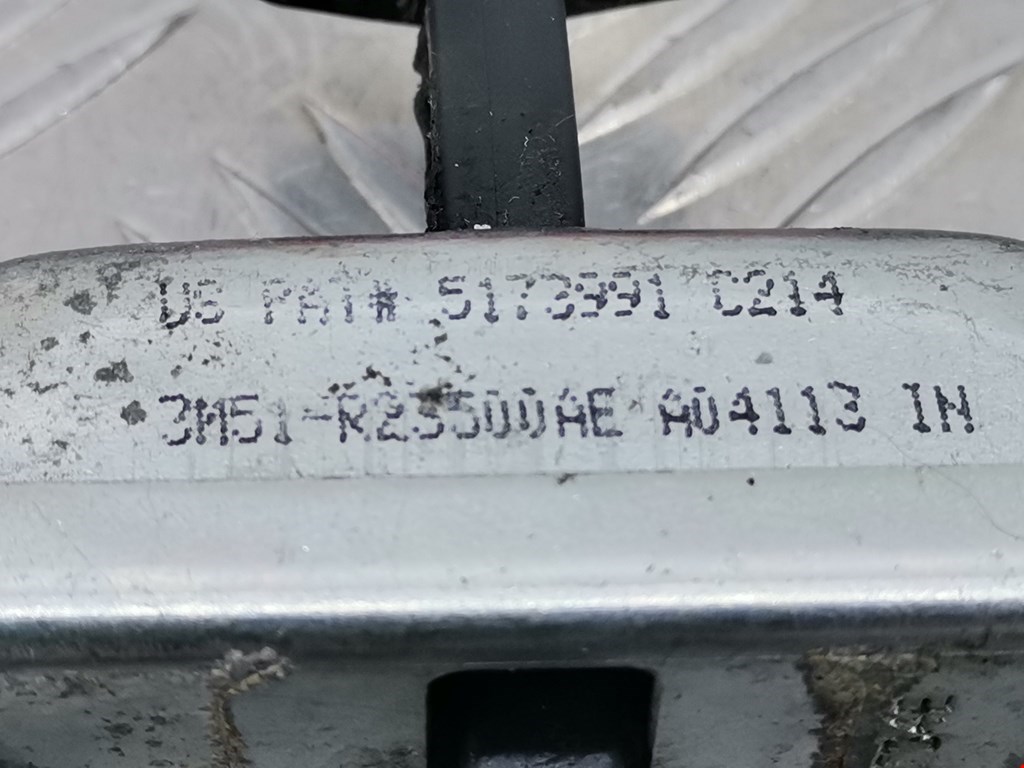 US PAT# 5173991 C214
3M51-R23500AE A04113 IN